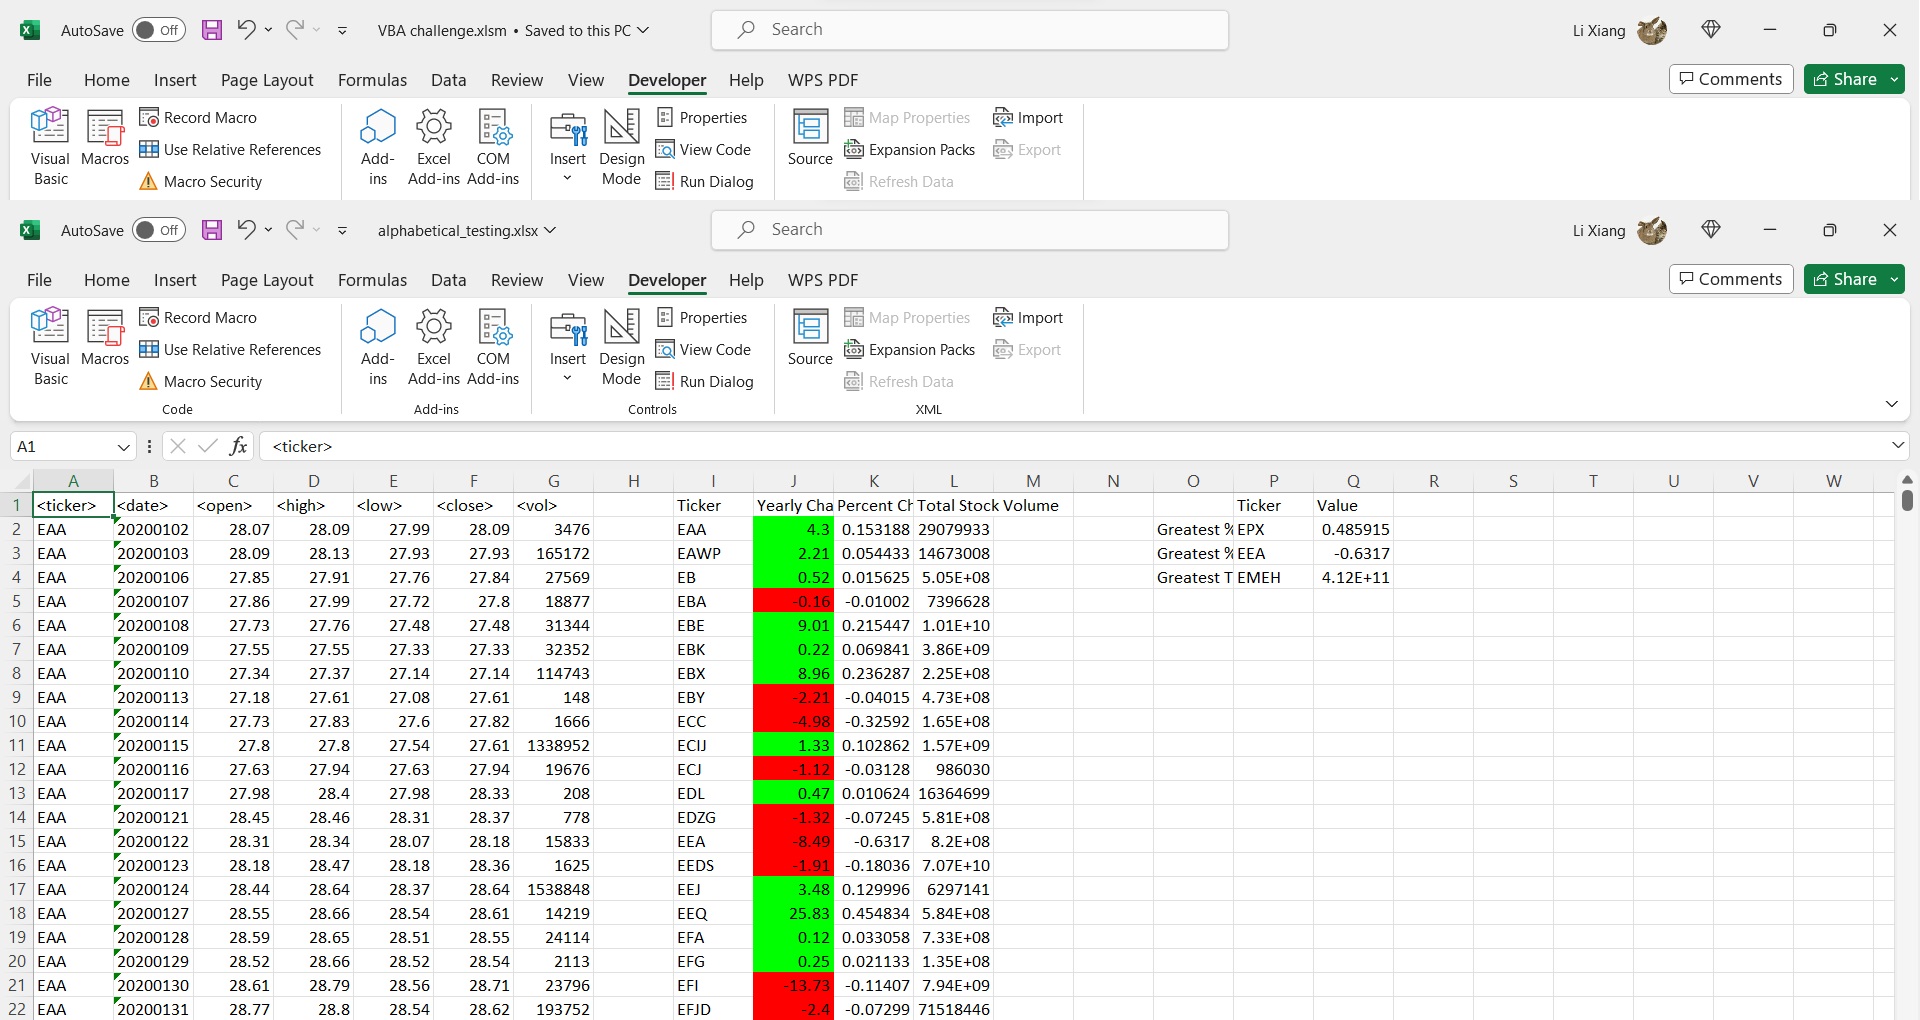 AutoSave Off VBA challenge.xlsm • Saved to this PC Search Li Xiang
File Home Insert Page Layout Formulas Data Review View Developer Help WPS PDF Comments Share
Visual Basic Macros Record Macro Use Relative References Macro Security Add-ins Excel Add-ins COM Add-ins Insert Design Mode Properties View Code Run Dialog Source Map Properties Expansion Packs Refresh Data Import Export
AutoSave Off alphabetical_testing.xlsx Search Li Xiang
File Home Insert Page Layout Formulas Data Review View Developer Help WPS PDF Comments Share
Visual Basic Macros Record Macro Use Relative References Macro Security Add-ins Excel Add-ins COM Add-ins Insert Design Mode Properties View Code Run Dialog Source Map Properties Expansion Packs Refresh Data Import Export
Code Add-ins Controls XML
A1 fx <ticker>
A B C D E F G H I J K L M N O P Q R S T U V W
1 <ticker> <date> <open> <high> <low> <close> <vol> Ticker Yearly Cha Percent Ch Total Stock Volume Ticker Value
2 EAA 20200102 28.07 28.09 27.99 28.09 3476 EAA 4.3 0.153188 29079933 Greatest % EPX 0.485915
3 EAA 20200103 28.09 28.13 27.93 27.93 165172 EAWP 2.21 0.054433 14673008 Greatest % EEA -0.6317
4 EAA 20200106 27.85 27.91 27.76 27.84 27569 EB 0.52 0.015625 5.05E+08 Greatest T EMEH 4.12E+11
5 EAA 20200107 27.86 27.99 27.72 27.8 18877 EBA -0.16 -0.01002 7396628
6 EAA 20200108 27.73 27.76 27.48 27.48 31344 EBE 9.01 0.215447 1.01E+10
7 EAA 20200109 27.55 27.55 27.33 27.33 32352 EBK 0.22 0.069841 3.86E+09
8 EAA 20200110 27.34 27.37 27.14 27.14 114743 EBX 8.96 0.236287 2.25E+08
9 EAA 20200113 27.18 27.61 27.08 27.61 148 EBY -2.21 -0.04015 4.73E+08
10 EAA 20200114 27.73 27.83 27.6 27.82 1666 ECC -4.98 -0.32592 1.65E+08
11 EAA 20200115 27.8 27.8 27.54 27.61 1338952 ECIJ 1.33 0.102862 1.57E+09
12 EAA 20200116 27.63 27.94 27.63 27.94 19676 ECJ -1.12 -0.03128 986030
13 EAA 20200117 27.98 28.4 27.98 28.33 208 EDL 0.47 0.010624 16364699
14 EAA 20200121 28.45 28.46 28.31 28.37 778 EDZG -1.32 -0.07245 5.81E+08
15 EAA 20200122 28.31 28.34 28.07 28.18 15833 EEA -8.49 -0.6317 8.2E+08
16 EAA 20200123 28.18 28.47 28.18 28.36 1625 EEDS -1.91 -0.18036 7.07E+10
17 EAA 20200124 28.44 28.64 28.37 28.64 1538848 EEJ 3.48 0.129996 6297141
18 EAA 20200127 28.55 28.66 28.54 28.61 14219 EEQ 25.83 0.454834 5.84E+08
19 EAA 20200128 28.59 28.65 28.51 28.55 24114 EFA 0.12 0.033058 7.33E+08
20 EAA 20200129 28.52 28.66 28.52 28.54 2113 EFG 0.25 0.021133 1.35E+08
21 EAA 20200130 28.61 28.79 28.56 28.71 23796 EFI -13.73 -0.11407 7.94E+09
22 EAA 20200131 28.77 28.8 28.54 28.62 193752 EFJD -2.4 -0.07299 71518446